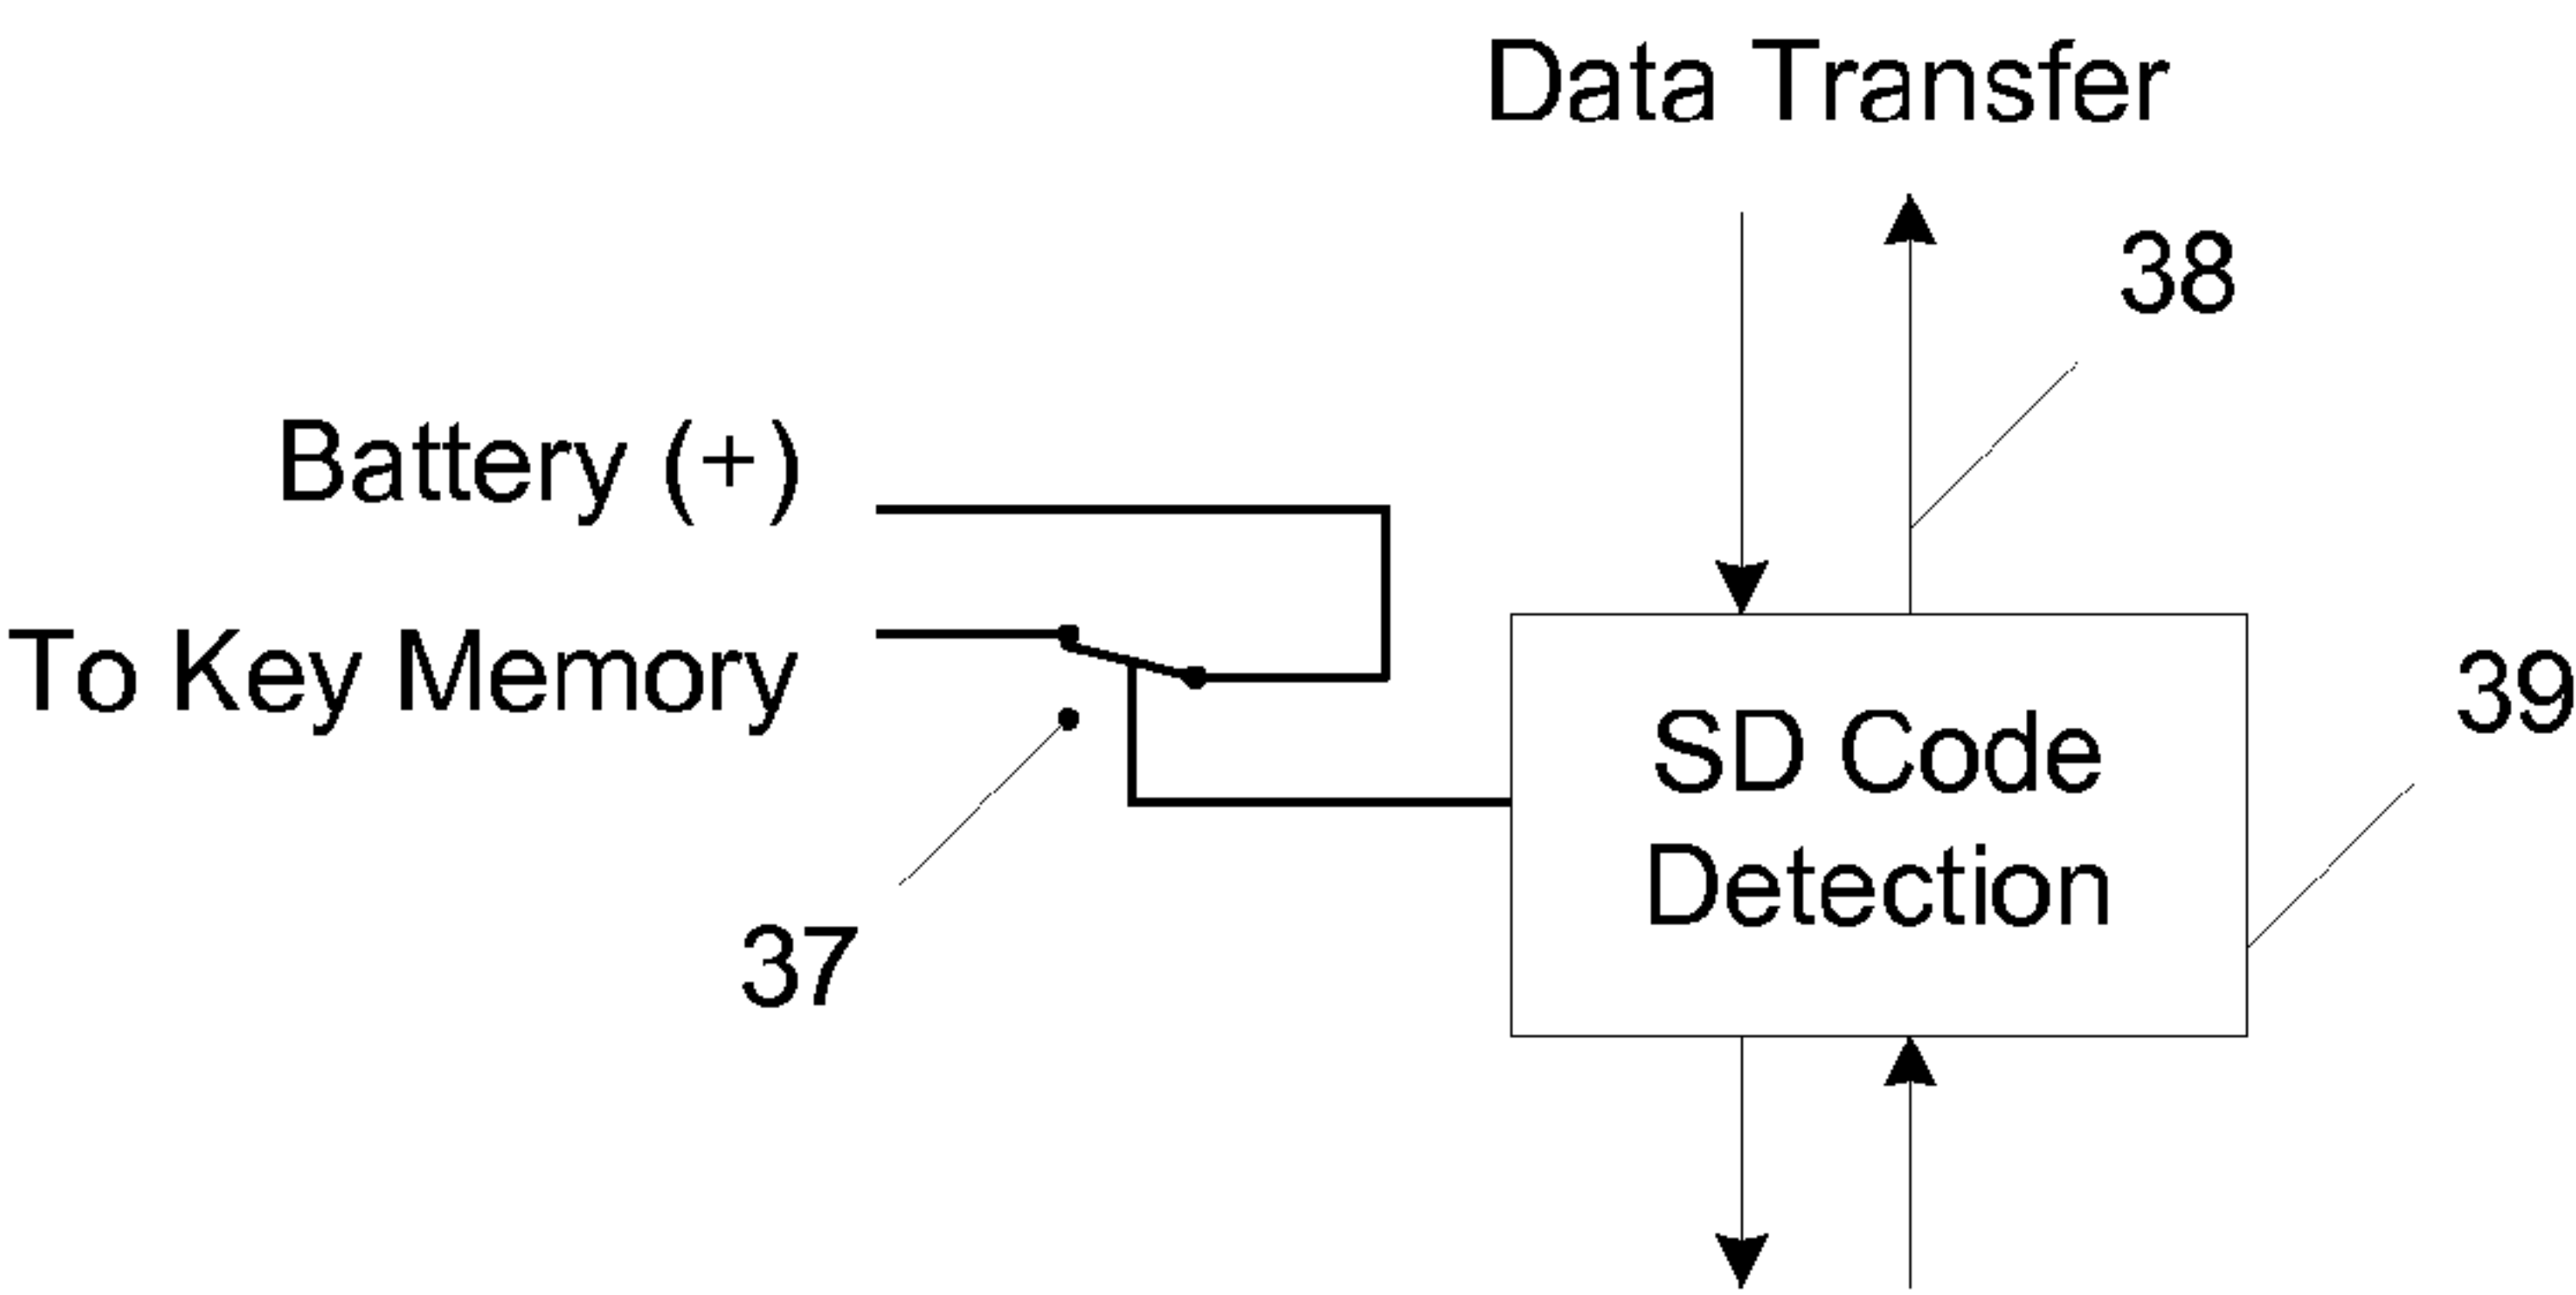 Data Transfer
38
Battery (+)
To Key Memory
39
SD Code
Detection
37